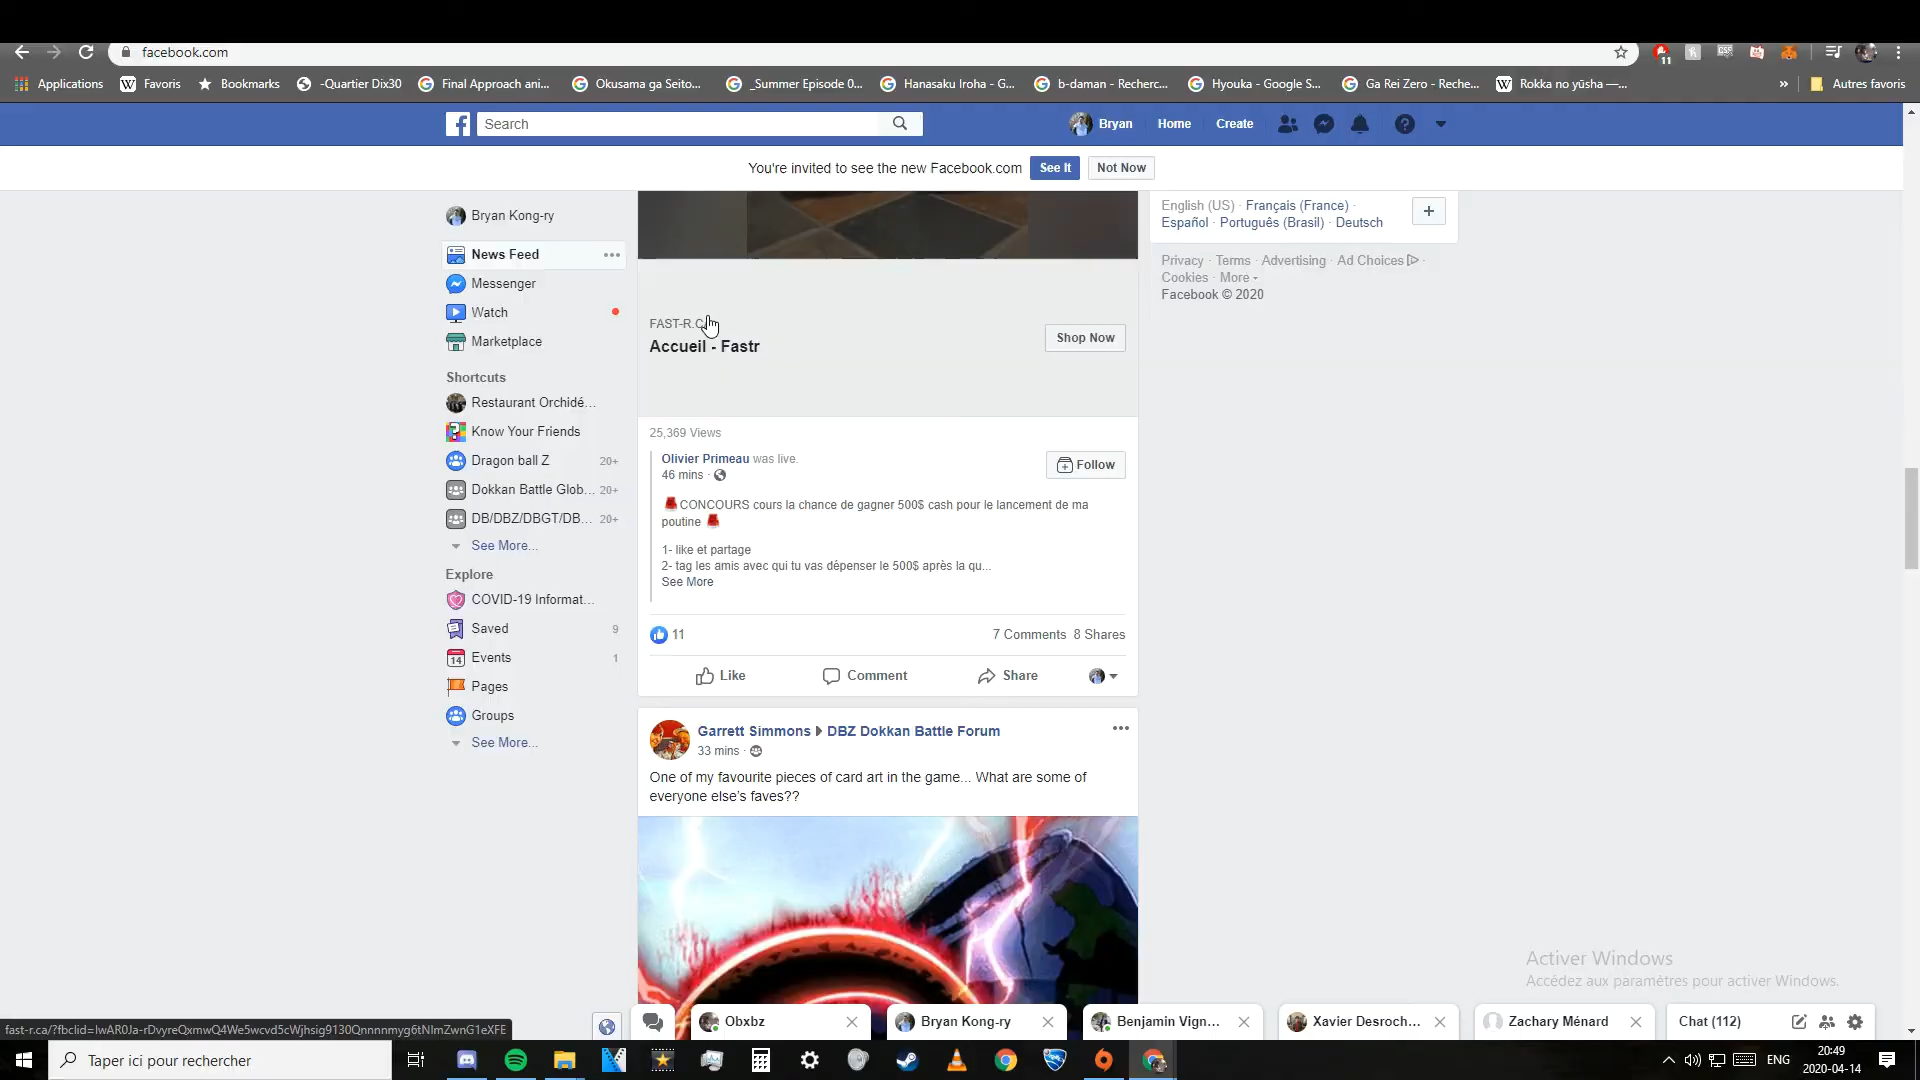 facebook.com
11
Applications
Favoris
Bookmarks
-Quartier Dix30
Final Approach ani...
Okusama ga Seito...
_Summer Episode 0...
Hanasaku Iroha - G...
b-daman - Recherc...
Hyouka - Google S...
Ga Rei Zero - Reche...
Rokka no yūsha —...
»
Autres favoris
Search
Bryan
Home
Create
You're invited to see the new Facebook.com
See It
Not Now
Bryan Kong-ry
News Feed
Messenger
Watch
Marketplace
Shortcuts
Restaurant Orchidé...
Know Your Friends
Dragon ball Z 20+
Dokkan Battle Glob... 20+
DB/DBZ/DBGT/DB... 20+
See More...
Explore
COVID-19 Informat...
Saved 9
14
Events 1
Pages
Groups
See More...
FAST-R.C
Accueil - Fastr
Shop Now
25,369 Views
Olivier Primeau was live.
46 mins ·
Follow
CONCOURS cours la chance de gagner 500$ cash pour le lancement de ma
poutine
1- like et partage
2- tag les amis avec qui tu vas dépenser le 500$ après la qu...
See More
11
7 Comments 8 Shares
Like
Comment
Share
Garrett Simmons DBZ Dokkan Battle Forum
33 mins ·
One of my favourite pieces of card art in the game... What are some of
everyone else's faves??
English (US) · Français (France) ·
Español · Português (Brasil) · Deutsch
Privacy · Terms · Advertising · Ad Choices ·
Cookies · More
Facebook © 2020
Activer Windows
Accédez aux paramètres pour activer Windows.
Obxbz
Bryan Kong-ry
Benjamin Vign...
Xavier Desroch...
Zachary Ménard
Chat (112)
Taper ici pour rechercher
ENG
20:49
2020-04-14